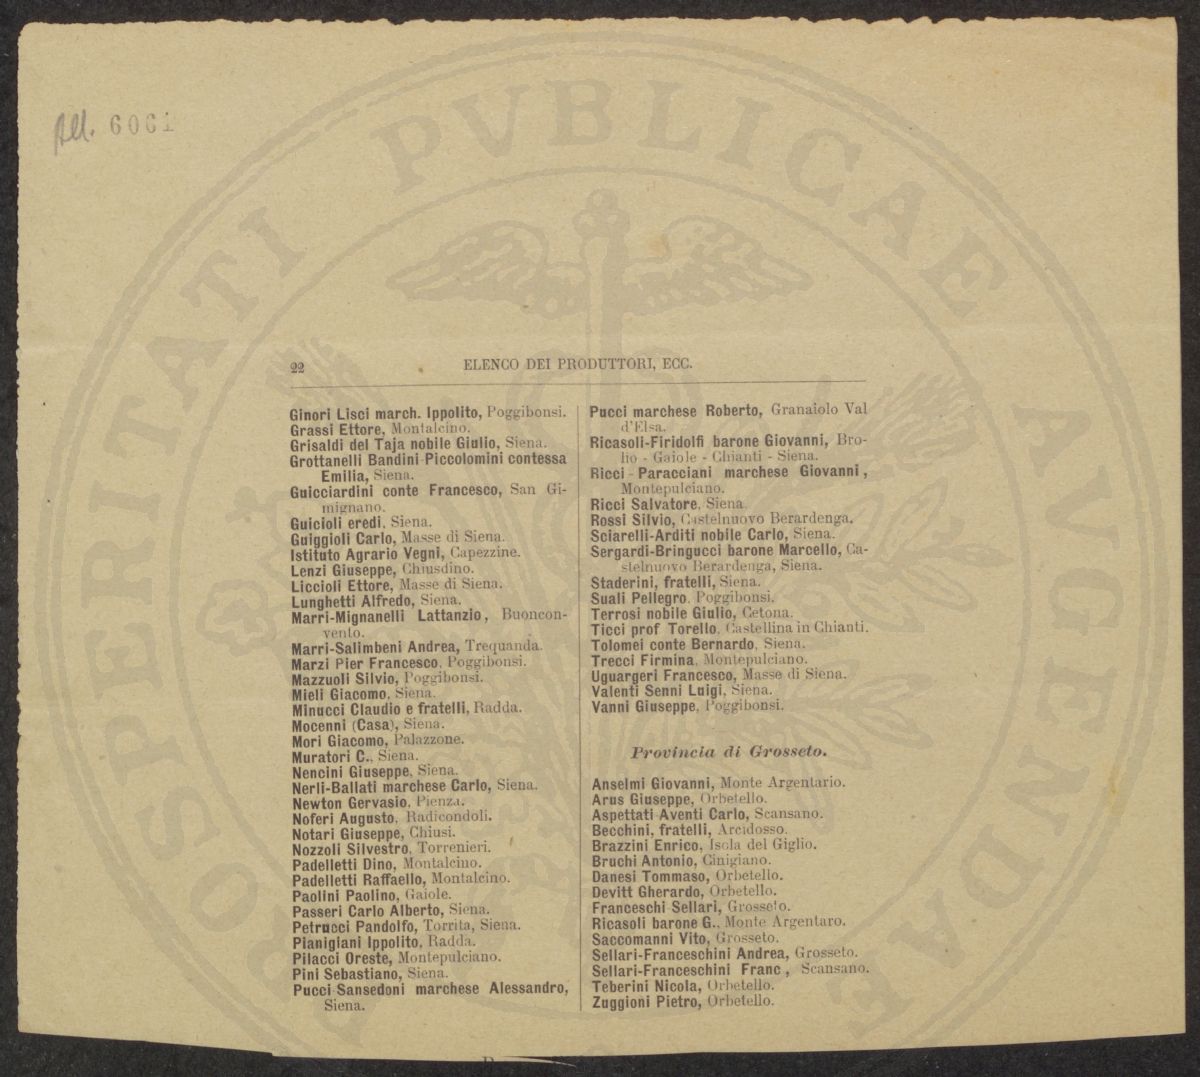 All. 6061
PROSPERITATI PVBLICAE AVGENDAE
22
ELENCO DEI PRODUTTORI, ECC.
Ginori Lisci march. Ippolito, Poggibonsi.
Grassi Ettore, Montalcino.
Grisaldi del Taja nobile Giulio, Siena.
Grottanelli Bandini Piccolomini contessa
Emilia, Siena.
Guicciardini conte Francesco, San Gi-
mignano.
Guicioli eredi, Siena.
Guiggioli Carlo, Masse di Siena.
Istituto Agrario Vegni, Capezzine.
Lenzi Giuseppe, Chiusdino.
Liccioli Ettore, Masse di Siena.
Lunghetti Alfredo, Siena.
Marri-Mignanelli Lattanzio, Buoncon-
vento.
Marri-Salimbeni Andrea, Trequanda.
Marzi Pier Francesco, Poggibonsi.
Mazzuoli Silvio, Poggibonsi.
Mieli Giacomo, Siena.
Minucci Claudio e fratelli, Radda.
Mocenni (Casa), Siena.
Mori Giacomo, Palazzone.
Muratori C., Siena.
Nencini Giuseppe, Siena.
Nerli-Ballati marchese Carlo, Siena.
Newton Gervasio, Pienza.
Noferi Augusto, Radicondoli.
Notari Giuseppe, Chiusi.
Nozzoli Silvestro, Torrenieri.
Padelletti Dino, Montalcino.
Padelletti Raffaello, Montalcino.
Paolini Paolino, Gaiole.
Passeri Carlo Alberto, Siena.
Petrucci Pandolfo, Torrita, Siena.
Pianigiani Ippolito, Radda.
Pilacci Oreste, Montepulciano.
Pini Sebastiano, Siena.
Pucci Sansedoni marchese Alessandro,
Siena.
Pucci marchese Roberto, Granaiolo Val
d'Elsa.
Ricasoli-Firidolfi barone Giovanni, Bro-
lio - Gaiole - Chianti - Siena.
Ricci - Paracciani marchese Giovanni,
Montepulciano.
Ricci Salvatore, Siena.
Rossi Silvio, Castelnuovo Berardenga.
Sciarelli-Arditi nobile Carlo, Siena.
Sergardi-Bringucci barone Marcello, Ca-
stelnuovo Berardenga, Siena.
Staderini, fratelli, Siena.
Suali Pellegro, Poggibonsi.
Terrosi nobile Giulio, Cetona.
Ticci prof Torello, Castellina in Chianti.
Tolomei conte Bernardo, Siena.
Trecci Firmina, Montepulciano.
Uguargeri Francesco, Masse di Siena.
Valenti Senni Luigi, Siena.
Vanni Giuseppe, Poggibonsi.
Provincia di Grosseto.
Anselmi Giovanni, Monte Argentario.
Arus Giuseppe, Orbetello.
Aspettati Aventi Carlo, Scansano.
Becchini, fratelli, Arcidosso.
Brazzini Enrico, Isola del Giglio.
Bruchi Antonio, Cinigiano.
Danesi Tommaso, Orbetello.
Devitt Gherardo, Orbetello.
Franceschi Sellari, Grosseto.
Ricasoli barone G., Monte Argentaro.
Saccomanni Vito, Grosseto.
Sellari-Franceschini Andrea, Grosseto.
Sellari-Franceschini Franc, Scansano.
Teberini Nicola, Orbetello.
Zuggioni Pietro, Orbetello.